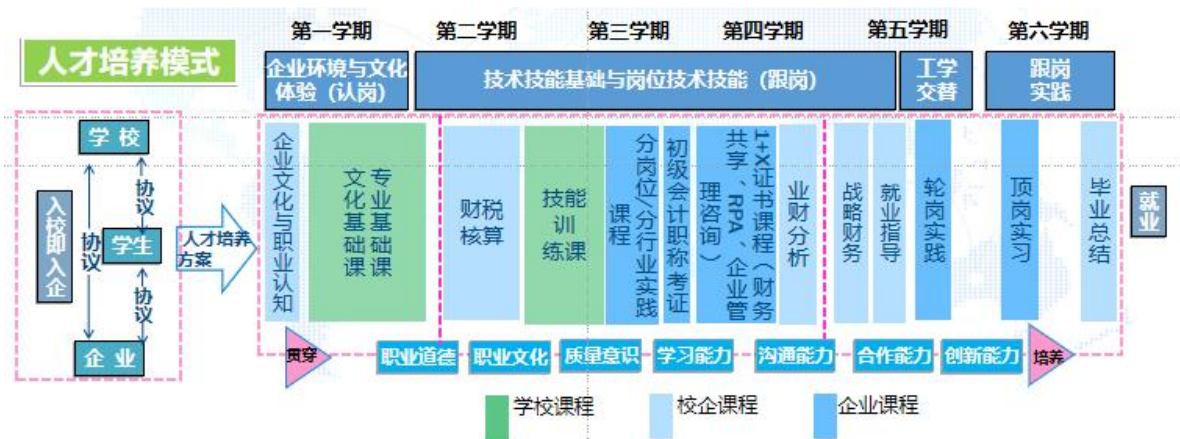 人才培养模式
第一学期
第二学期
第三学期
第四学期
第五学期
第六学期
企业环境与文化
体验（认岗）
技术技能基础与岗位技术技能（跟岗）
工学
交替
跟岗
实践
学校
协议
协议
学生
协议
企业
入校即入企
人才培养
方案
企业文化与职业认知
专业基础课
文化基础课
财税
核算
技能
训
练课
分岗位/分行业实践
课程
初级会计职称考证
1+X证书课程（财务
共享、RPA、企业管
理咨询）
业财分析
战略财务
就业指导
轮岗实践
顶岗实习
毕业总结
就业
贯穿
职业道德
职业文化
质量意识
学习能力
沟通能力
合作能力
创新能力
培养
学校课程
校企课程
企业课程